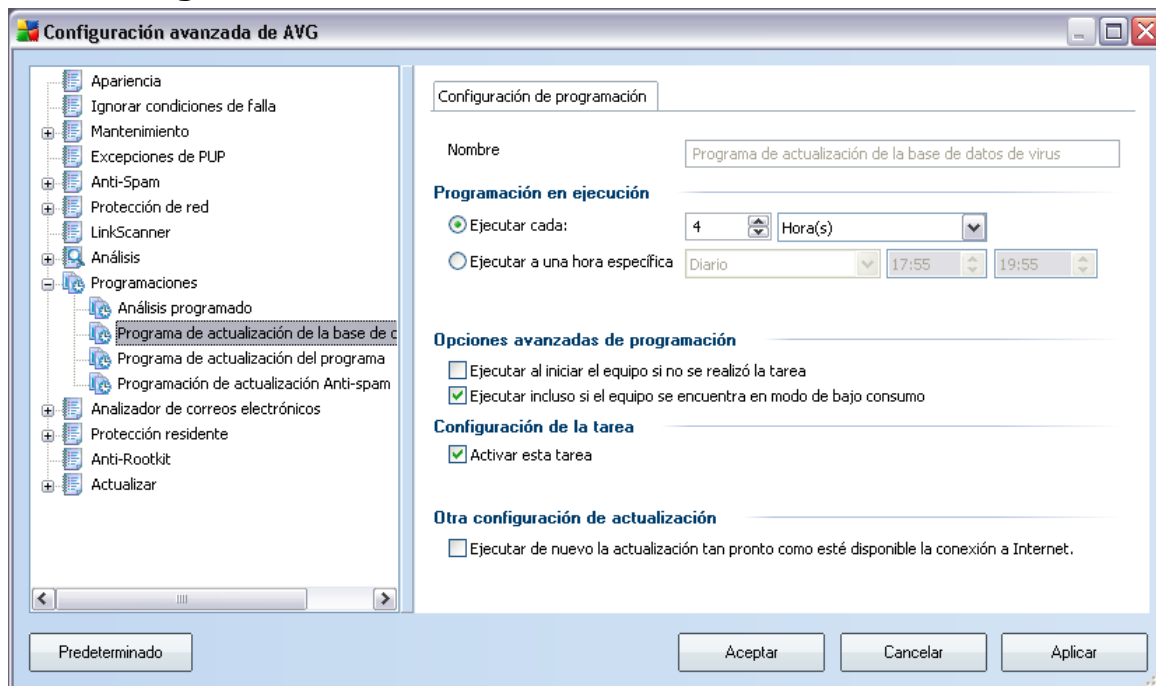 Configuración avanzada de AVG
Apariencia
Ignorar condiciones de falla
Mantenimiento
Excepciones de PUP
Anti-Spam
Protección de red
LinkScanner
Análisis
Programaciones
Análisis programado
Programa de actualización de la base de
Programa de actualización del programa
Programación de actualización Anti-spam
Analizador de correos electrónicos
Protección residente
Anti-Rootkit
Actualizar
Configuración de programación
Nombre Programa de actualización de la base de datos de virus
Programación en ejecución
Ejecutar cada: 4 Hora(s)
Ejecutar a una hora específica Diario 17:55 19:55
Opciones avanzadas de programación
Ejecutar al iniciar el equipo si no se realizó la tarea
Ejecutar incluso si el equipo se encuentra en modo de bajo consumo
Configuración de la tarea
Activar esta tarea
Otra configuración de actualización
Ejecutar de nuevo la actualización tan pronto como esté disponible la conexión a Internet.
Predeterminado Aceptar Cancelar Aplicar